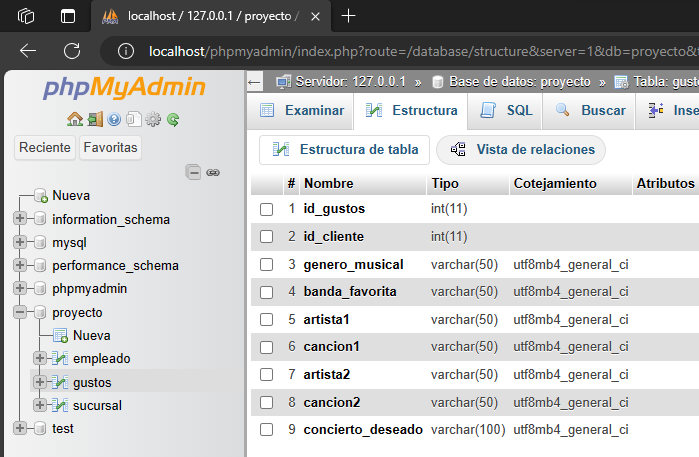 localhost / 127.0.0.1 / proyecto /
localhost/phpmyadmin/index.php?route=/database/structure&server=1&db=proyecto&
phpMyAdmin
Reciente Favoritas
Nueva
information_schema
mysql
performance_schema
phpmyadmin
proyecto
Nueva
empleado
gustos
sucursal
test
Servidor: 127.0.0.1 » Base de datos: proyecto » Tabla: gust
Examinar Estructura SQL Buscar Inse
Estructura de tabla Vista de relaciones
# Nombre Tipo Cotejamiento Atributos
1 id_gustos int(11)
2 id_cliente int(11)
3 genero_musical varchar(50) utf8mb4_general_ci
4 banda_favorita varchar(50) utf8mb4_general_ci
5 artista1 varchar(50) utf8mb4_general_ci
6 cancion1 varchar(50) utf8mb4_general_ci
7 artista2 varchar(50) utf8mb4_general_ci
8 cancion2 varchar(50) utf8mb4_general_ci
9 concierto_deseado varchar(100) utf8mb4_general_ci